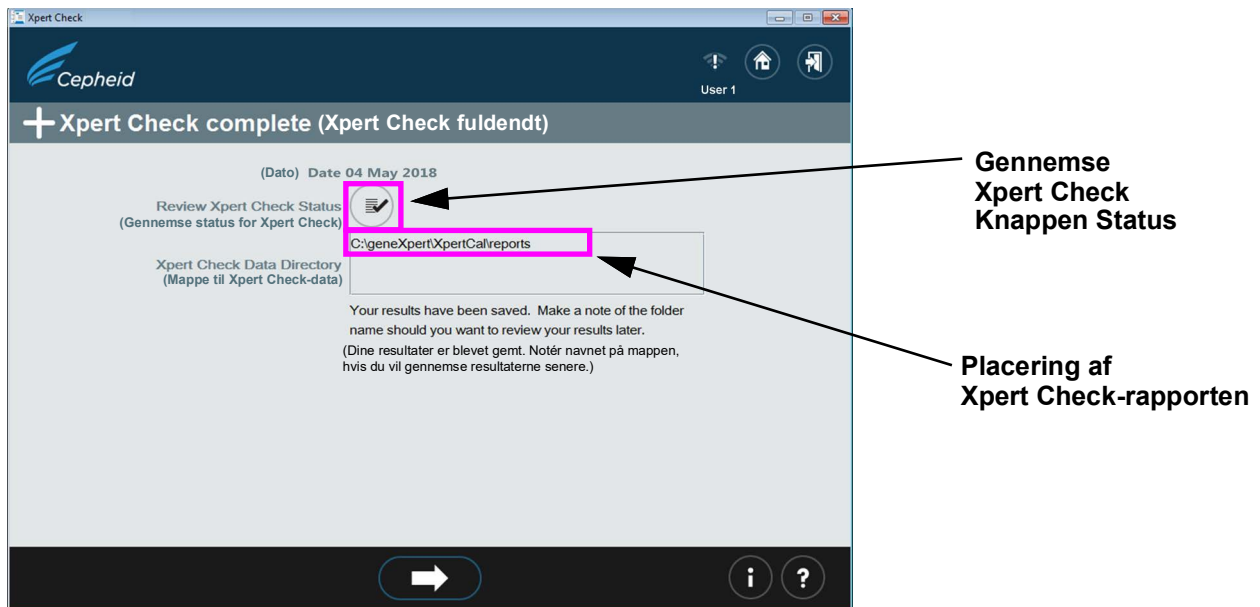 Xpert Check
Cepheid
User 1
Xpert Check complete (Xpert Check fuldendt)
(Dato) Date 04 May 2018
Review Xpert Check Status
(Gennemse status for Xpert Check)
C:\geneXpert\XpertCal\reports
Xpert Check Data Directory
(Mappe til Xpert Check-data)
Your results have been saved. Make a note of the folder
name should you want to review your results later.
(Dine resultater er blevet gemt. Notér navnet på mappen,
hvis du vil gennemse resultaterne senere.)
i ?
Gennemse
Xpert Check
Knappen Status
Placering af
Xpert Check-rapporten